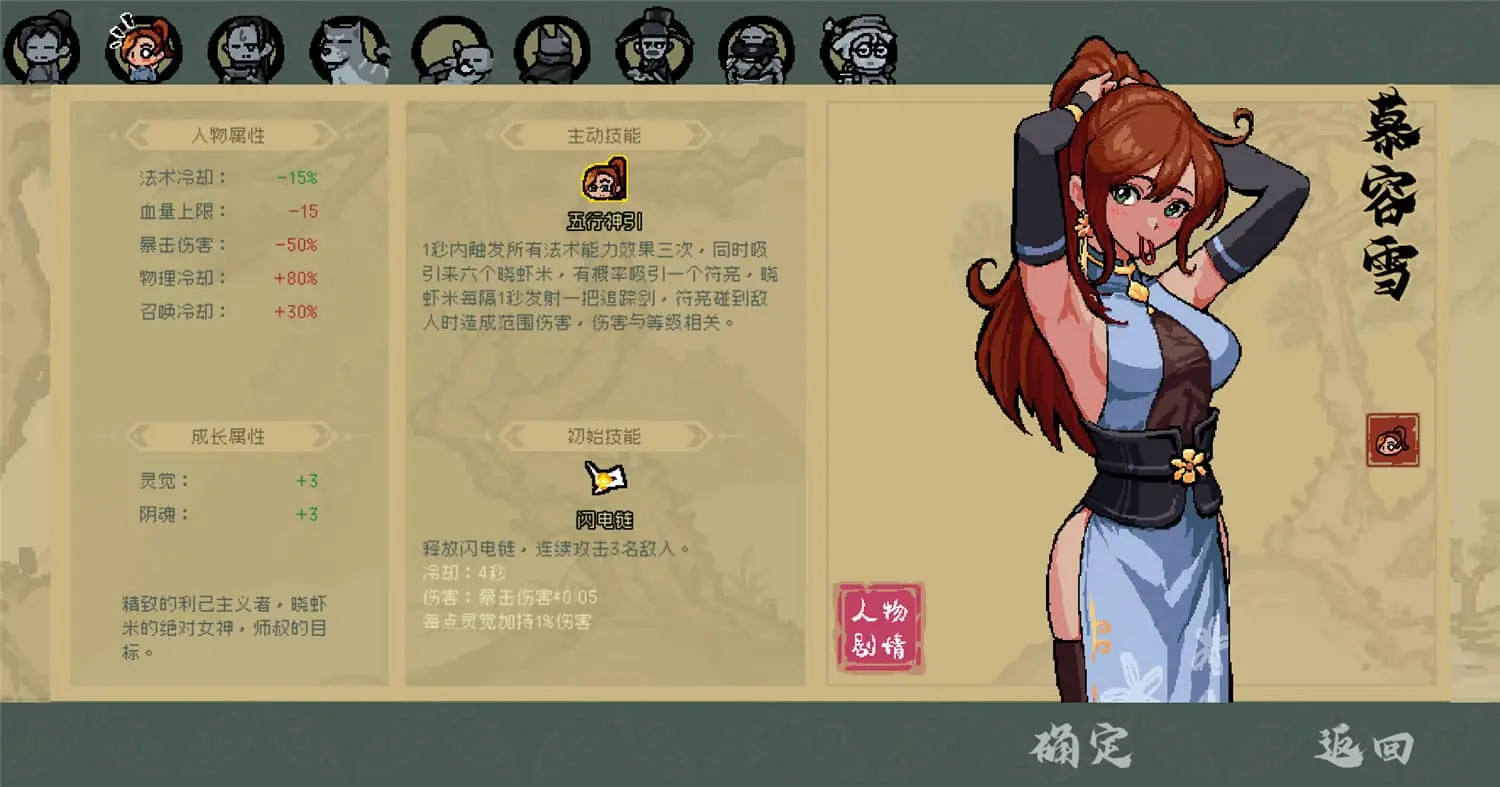 人物属性
法术冷却： -15%
血量上限： -15
暴击伤害： -50%
物理冷却： +80%
召唤冷却： +30%
成长属性
灵觉： +3
阴魂： +3
精致的利己主义者，晓虾
米的绝对女神，师叔的目
标。
主动技能
五行神引
1秒内触发所有法术能力效果三次，同时吸
引来六个晓虾米，有概率吸引一个符亮，晓
虾米每隔1秒发射一把追踪剑，符亮碰到敌
人时造成范围伤害，伤害与等级相关。
初始技能
闪电链
释放闪电链，连续攻击3名敌人。
冷却：4秒
伤害：暴击伤害*0.05
每点灵觉加持1%伤害
慕容雪
人物
剧情
确定
返回